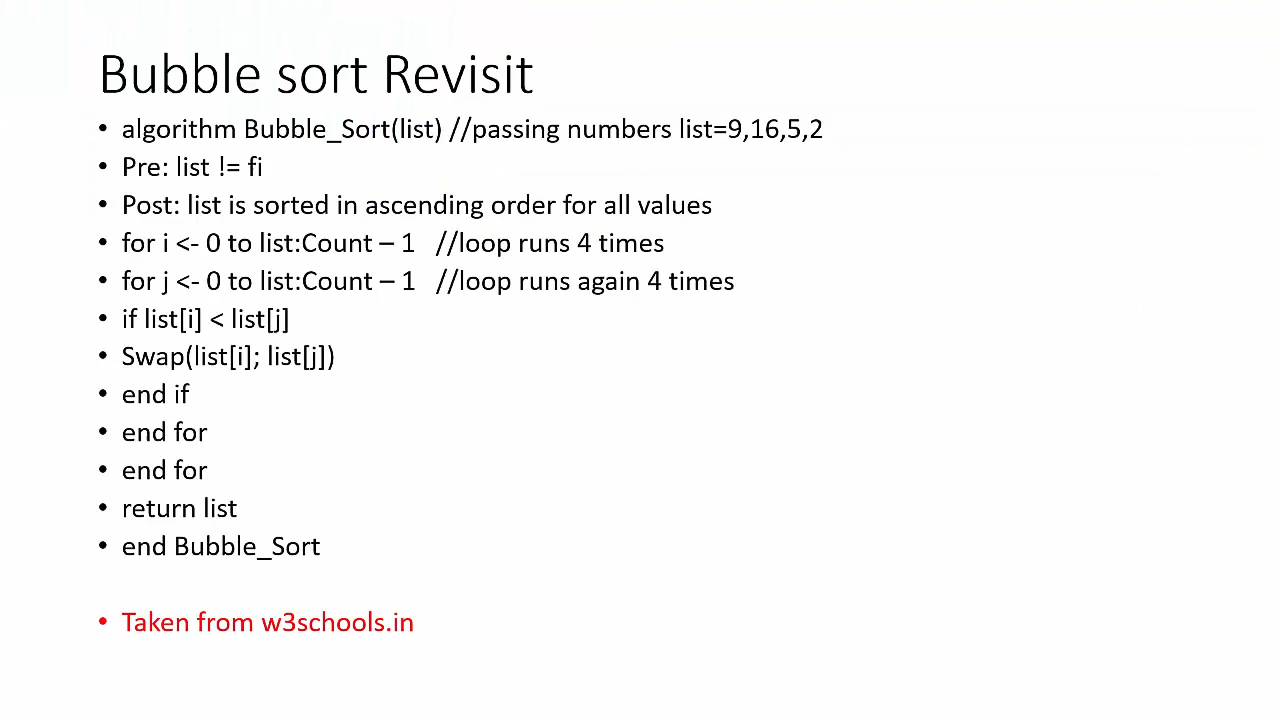 Bubble sort Revisit
• algorithm Bubble_Sort(list) //passing numbers list=9,16,5,2
• Pre: list != fi
• Post: list is sorted in ascending order for all values
• for i <- 0 to list:Count – 1 //loop runs 4 times
• for j <- 0 to list:Count – 1 //loop runs again 4 times
• if list[i] < list[j]
• Swap(list[i]; list[j])
• end if
• end for
• end for
• return list
• end Bubble_Sort
• Taken from w3schools.in